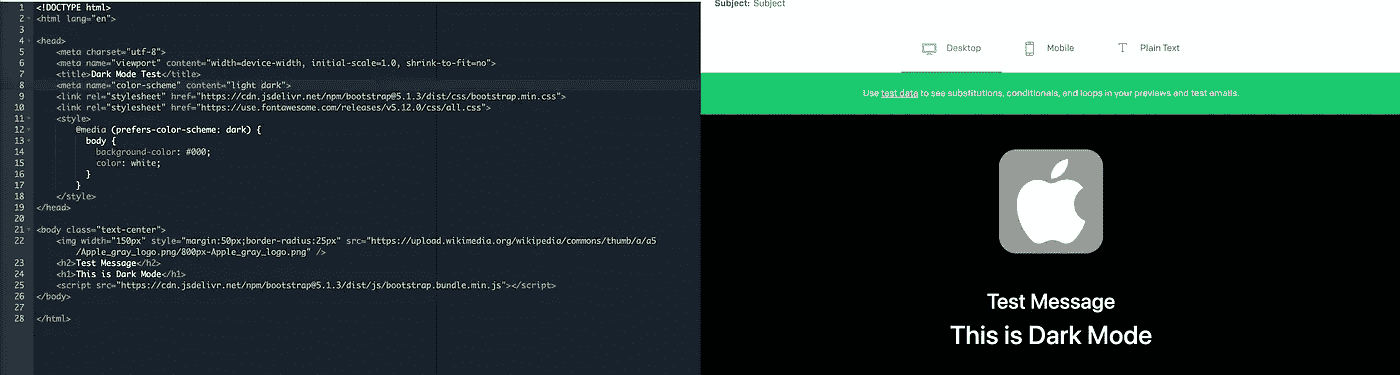 1 <!DOCTYPE html>
2 <html lang="en">
3
4 <head>
5 <meta charset="utf-8">
6 <meta name="viewport" content="width=device-width, initial-scale=1.0, shrink-to-fit=no">
7 <title>Dark Mode Test</title>
8 <meta name="color-scheme" content="light dark">
9 <link rel="stylesheet" href="https://cdn.jsdelivr.net/npm/bootstrap@5.1.3/dist/css/bootstrap.min.css">
10 <link rel="stylesheet" href="https://use.fontawesome.com/releases/v5.12.0/css/all.css">
11 <style>
12 @media (prefers-color-scheme: dark) {
13 body {
14 background-color: #000;
15 color: white;
16 }
17 }
18 </style>
19 </head>
20
21 <body class="text-center">
22 <img width="150px" style="margin:50px;border-radius:25px" src="https://upload.wikimedia.org/wikipedia/commons/thumb/a/a5
/Apple_gray_logo.png/800px-Apple_gray_logo.png" />
23 <h2>Test Message</h2>
24 <h1>This is Dark Mode</h1>
25 <script src="https://cdn.jsdelivr.net/npm/bootstrap@5.1.3/dist/js/bootstrap.bundle.min.js"></script>
26 </body>
27
28 </html>
Subject: Subject
Desktop Mobile Plain Text
Use test data to see substitutions, conditionals, and loops in your previews and test emails.
Test Message
This is Dark Mode